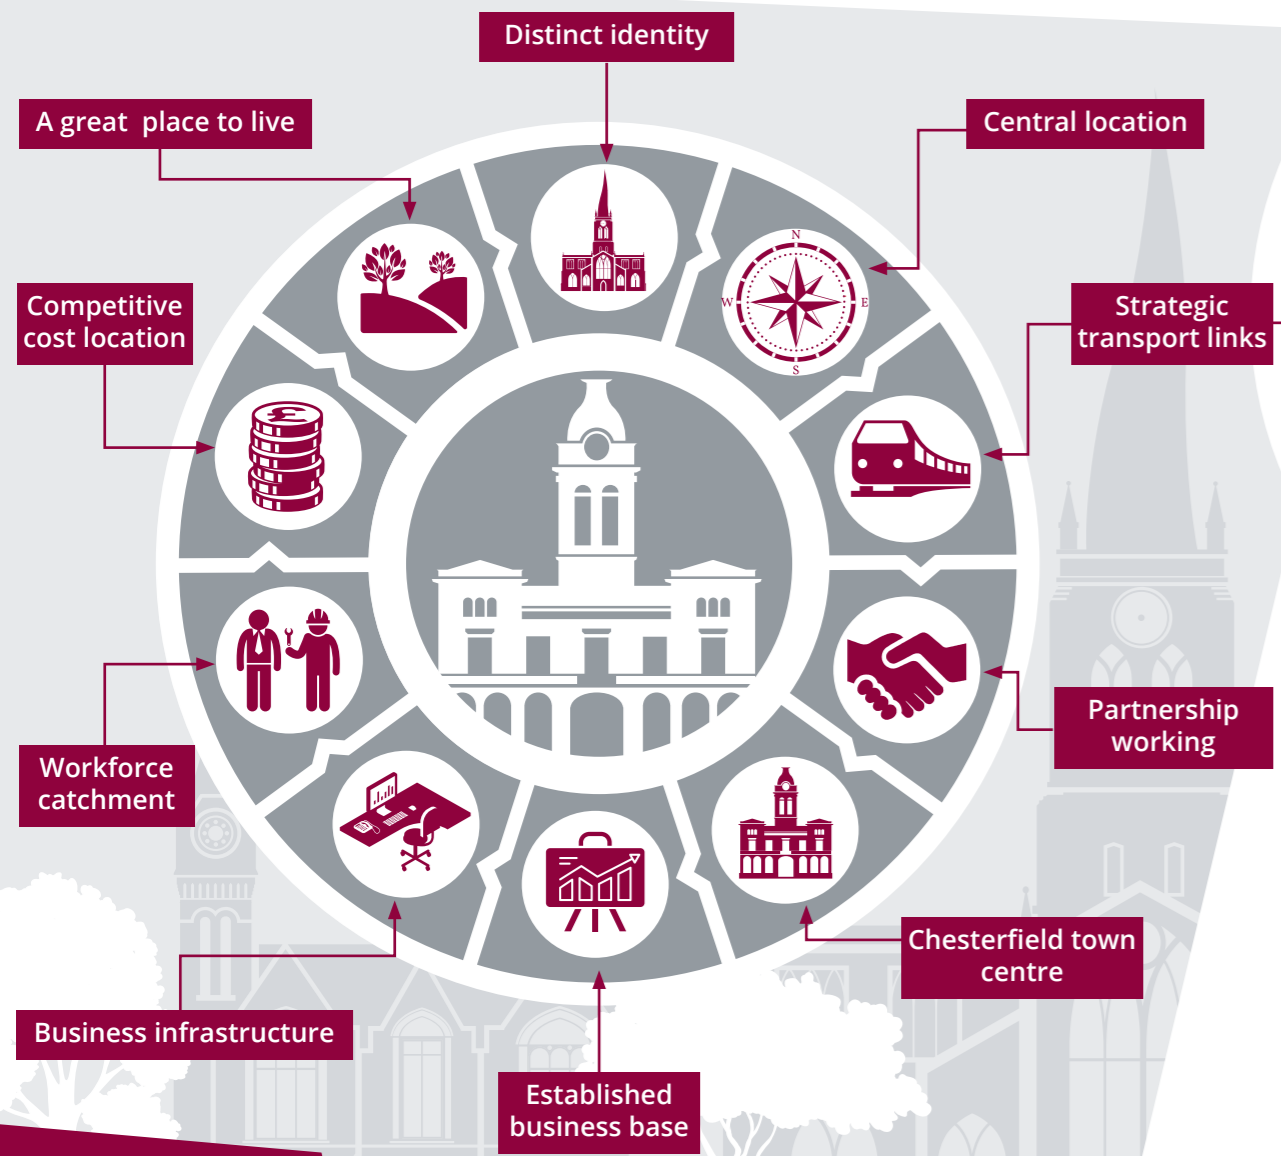 Distinct identity
A great place to live
Central location
N
W
E
S
Competitive
cost location
£
Strategic
transport links
Partnership
working
Workforce
catchment
Chesterfield town
centre
Business infrastructure
Established
business base